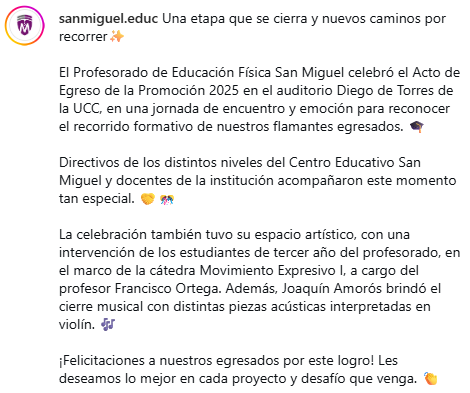 sanmiguel.educ Una etapa que se cierra y nuevos caminos por
recorrer✨
El Profesorado de Educación Física San Miguel celebró el Acto de
Egreso de la Promoción 2025 en el auditorio Diego de Torres de
la UCC, en una jornada de encuentro y emoción para reconocer
el recorrido formativo de nuestros flamantes egresados. 🎓
Directivos de los distintos niveles del Centro Educativo San
Miguel y docentes de la institución acompañaron este momento
tan especial. 🤝 🎊
La celebración también tuvo su espacio artístico, con una
intervención de los estudiantes de tercer año del profesorado, en
el marco de la cátedra Movimiento Expresivo I, a cargo del
profesor Francisco Ortega. Además, Joaquín Amorós brindó el
cierre musical con distintas piezas acústicas interpretadas en
violín. 🎶
¡Felicitaciones a nuestros egresados por este logro! Les
deseamos lo mejor en cada proyecto y desafío que venga. 👏